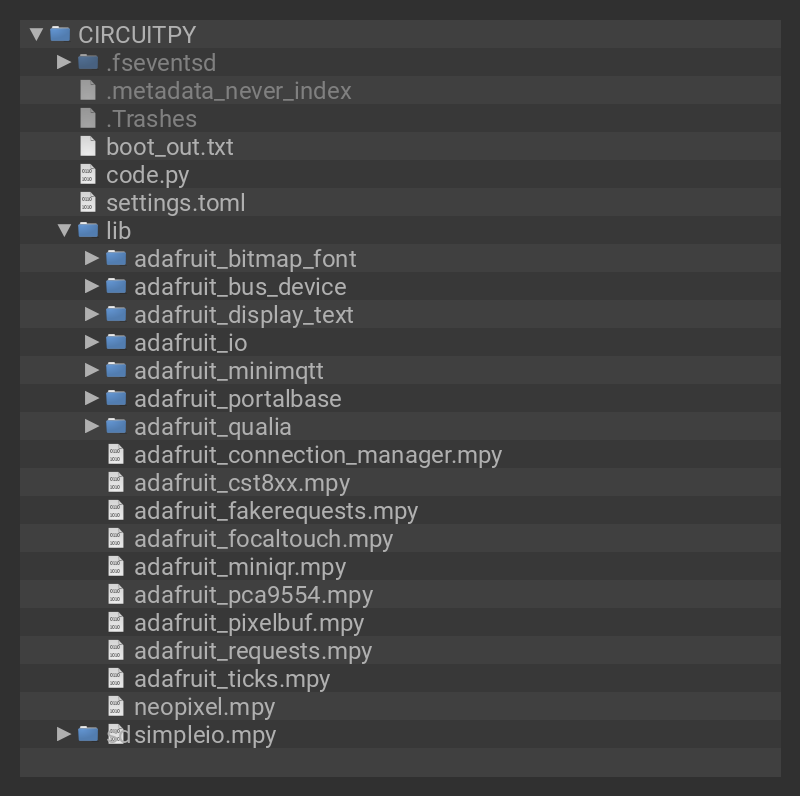 CIRCUITPY
.fseventsd
.metadata_never_index
.Trashes
boot_out.txt
code.py
settings.toml
lib
adafruit_bitmap_font
adafruit_bus_device
adafruit_display_text
adafruit_io
adafruit_minimqtt
adafruit_portalbase
adafruit_qualia
adafruit_connection_manager.mpy
adafruit_cst8xx.mpy
adafruit_fakerequests.mpy
adafruit_focaltouch.mpy
adafruit_miniqr.mpy
adafruit_pca9554.mpy
adafruit_pixelbuf.mpy
adafruit_requests.mpy
adafruit_ticks.mpy
neopixel.mpy
sd simpleio.mpy